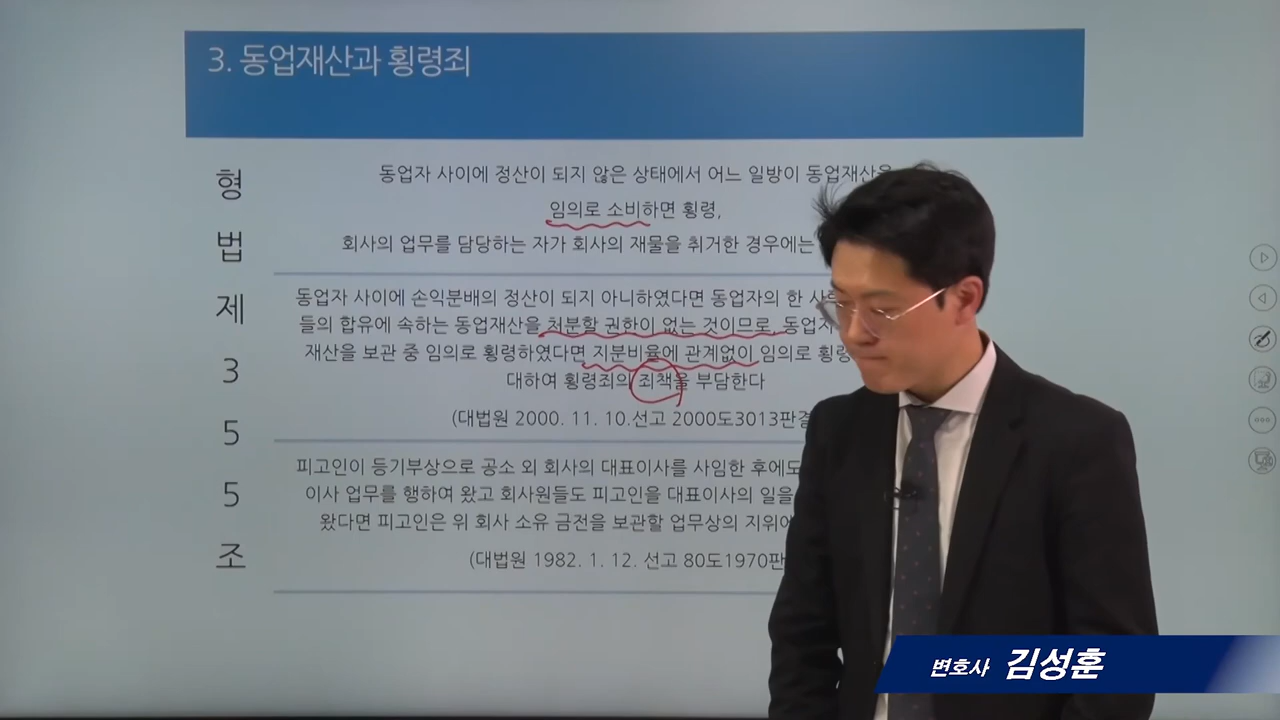 3. 동업재산과 횡령죄
형
법
제
3
5
5
조
동업자 사이에 정산이 되지 않은 상태에서 어느 일방이 동업재산을
임의로 소비하면 횡령,
회사의 업무를 담당하는 자가 회사의 재물을 취거한 경우에는
동업자 사이에 손익분배의 정산이 되지 아니하였다면 동업자의 한
들의 합유에 속하는 동업재산을 처분할 권한이 없는 것이므로,
재산을 보관 중 임의로 횡령하였다면 지분비율에 관계없이 임의로
대하여 횡령죄의 죄책을 부담한다
(대법원 2000. 11. 10.선고 2000도3013판결
피고인이 등기부상으로 공소 외 회사의 대표이사를 사임한 후에도
이사 업무를 행하여 왔고 회사원들도 피고인을 대표이사의 일을
왔다면 피고인은 위 회사 소유 금전을 보관할 업무상의 지위에
(대법원 1982. 1. 12. 선고 80도1970판
변호사 김성훈